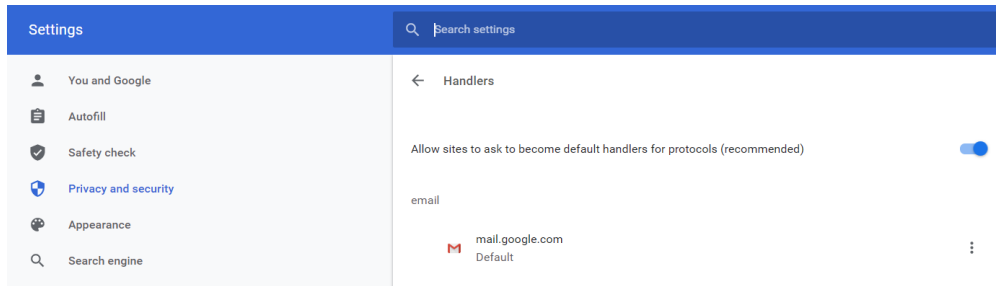 Settings
Search settings
You and Google
Autofill
Safety check
Privacy and security
Appearance
Search engine
Handlers
Allow sites to ask to become default handlers for protocols (recommended)
email
mail.google.com
Default